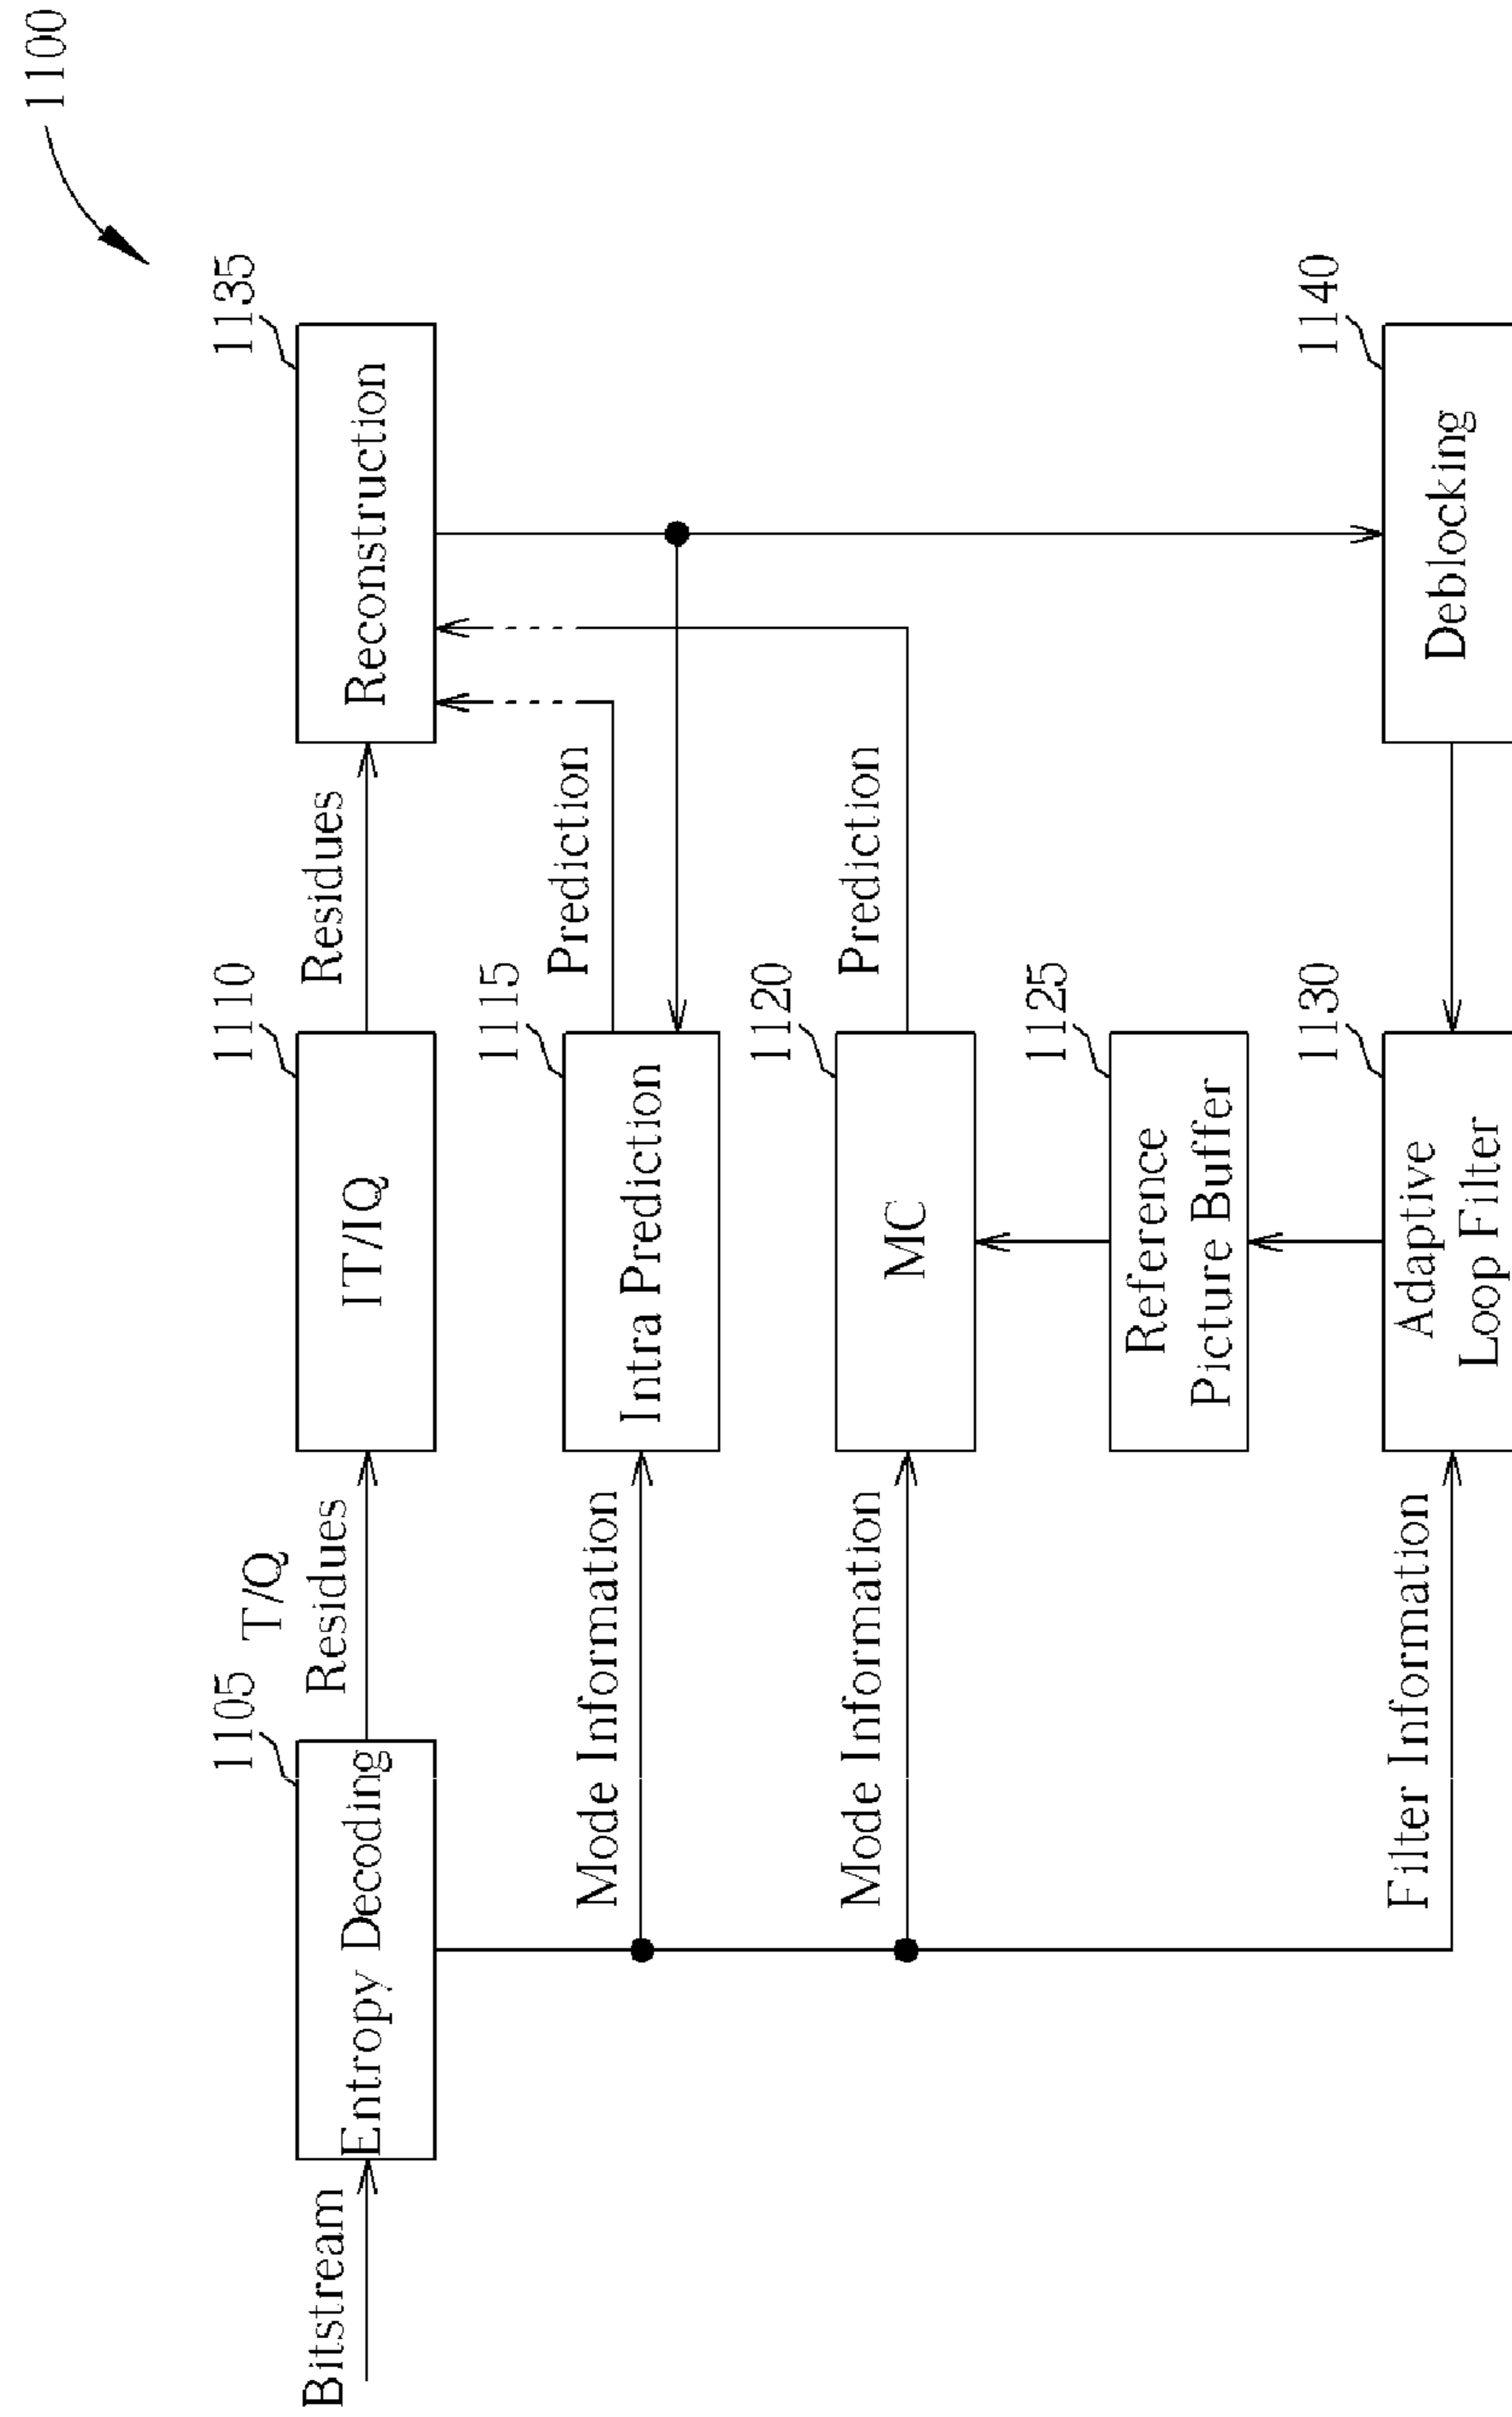 1100
Bitstream
1105
Entropy Decoding
T/Q
Residues
1110
IT/IQ
Residues
1135
Reconstruction
Mode Information
1115
Intra Prediction
Prediction
Mode Information
1120
MC
Prediction
1125
Reference
Picture Buffer
Filter Information
1130
Adaptive
Loop Filter
1140
Deblocking